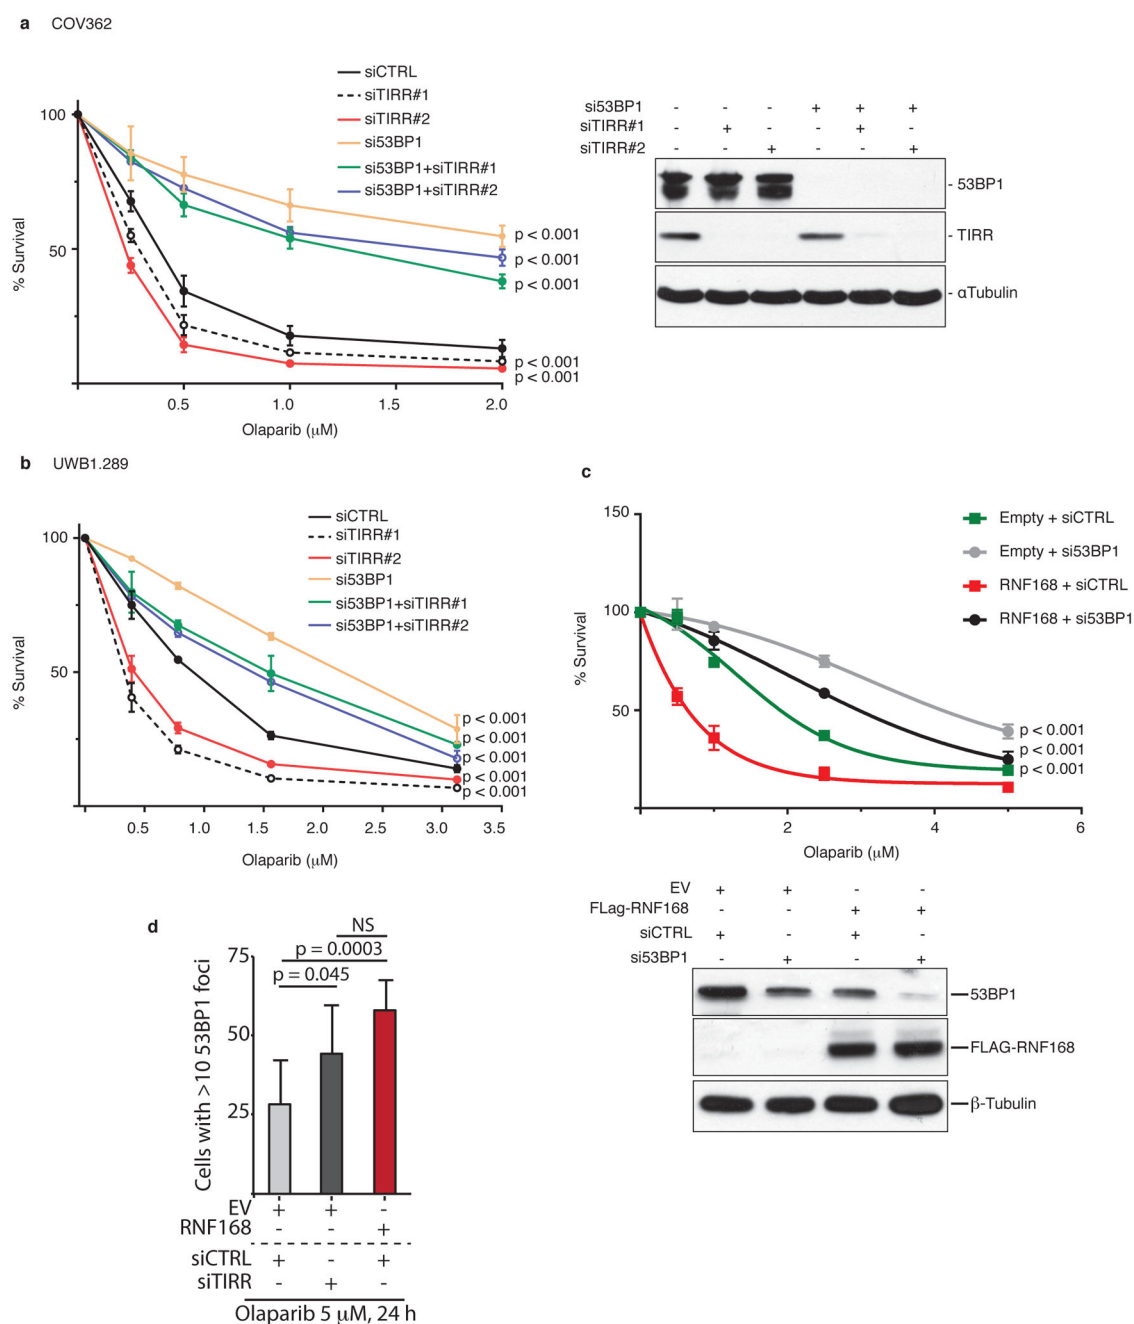 a COV362
siCTRL
siTIRR#1
siTIRR#2
si53BP1
si53BP1+siTIRR#1
si53BP1+siTIRR#2
100
50
% Survival
p < 0.001
p < 0.001
p < 0.001
p < 0.001
p < 0.001
0.5 1.0 1.5 2.0
Olaparib (μM)
si53BP1 - - - + + +
siTIRR#1 - + - - + -
siTIRR#2 - - + - - +
- 53BP1
- TIRR
- αTubulin
b UWB1.289
siCTRL
siTIRR#1
siTIRR#2
si53BP1
si53BP1+siTIRR#1
si53BP1+siTIRR#2
100
50
% Survival
p < 0.001
p < 0.001
p < 0.001
p < 0.001
p < 0.001
0.5 1.0 1.5 2.0 2.5 3.0 3.5
Olaparib (μM)
c
150
100
50
% Survival
Empty + siCTRL
Empty + si53BP1
RNF168 + siCTRL
RNF168 + si53BP1
p < 0.001
p < 0.001
p < 0.001
2 4 6
Olaparib (μM)
EV + + - -
FLag-RNF168 - - + +
siCTRL + - + -
si53BP1 - + - +
53BP1
FLAG-RNF168
β-Tubulin
d
NS
p = 0.0003
p = 0.045
75
50
25
Cells with >10 53BP1 foci
EV + + -
RNF168 - - +
siCTRL + - +
siTIRR - + -
Olaparib 5 μM, 24 h